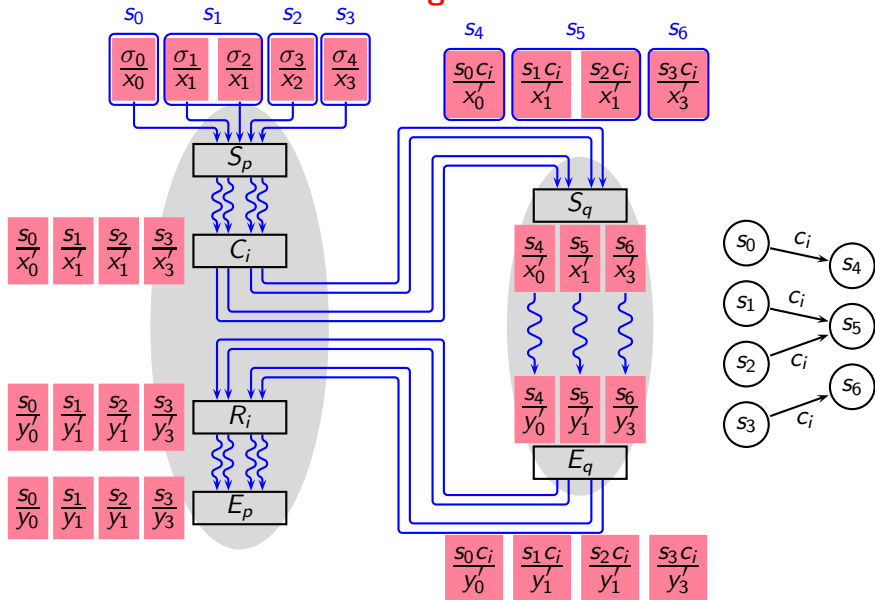 s0 s1 s2 s3 s4 s5 s6
σ0/x0 σ1/x1 σ2/x1 σ3/x2 σ4/x3
s0ci/x′0 s1ci/x′1 s2ci/x′1 s3ci/x′3
Sp
Sq
s0/x′0 s1/x′1 s2/x′1 s3/x′3
Ci
s4/x′0 s5/x′1 s6/x′3
s0 ci s4
s1 ci s5
s2 ci
s3 ci s6
s4/y′0 s5/y′1 s6/y′3
s0/y′0 s1/y′1 s2/y′1 s3/y′3
Ri
Eq
s0/y0 s1/y1 s2/y1 s3/y3
Ep
s0ci/y′0 s1ci/y′1 s2ci/y′1 s3ci/y′3